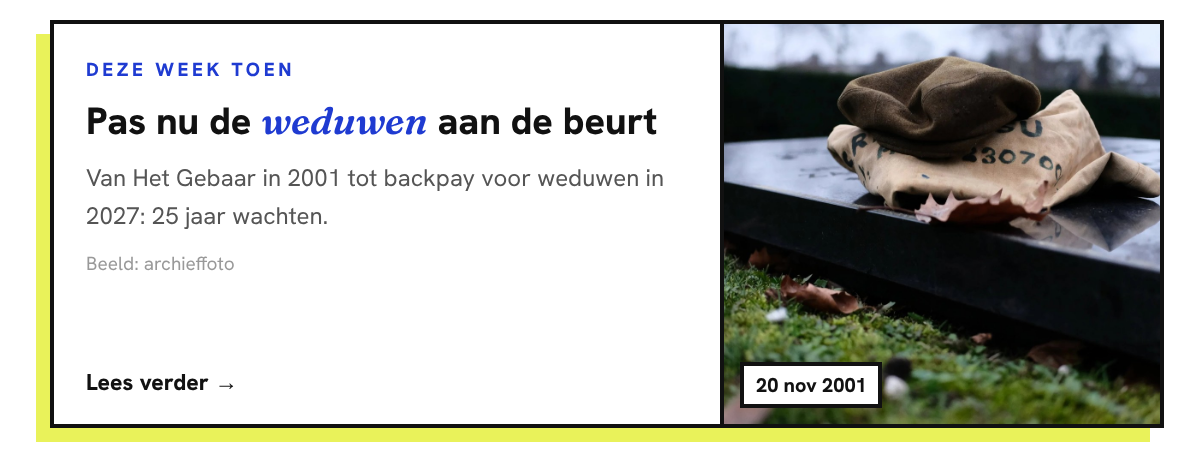 DEZE WEEK TOEN
Pas nu de weduwen aan de beurt
Van Het Gebaar in 2001 tot backpay voor weduwen in
2027: 25 jaar wachten.
Beeld: archieffoto
Lees verder →
20 nov 2001